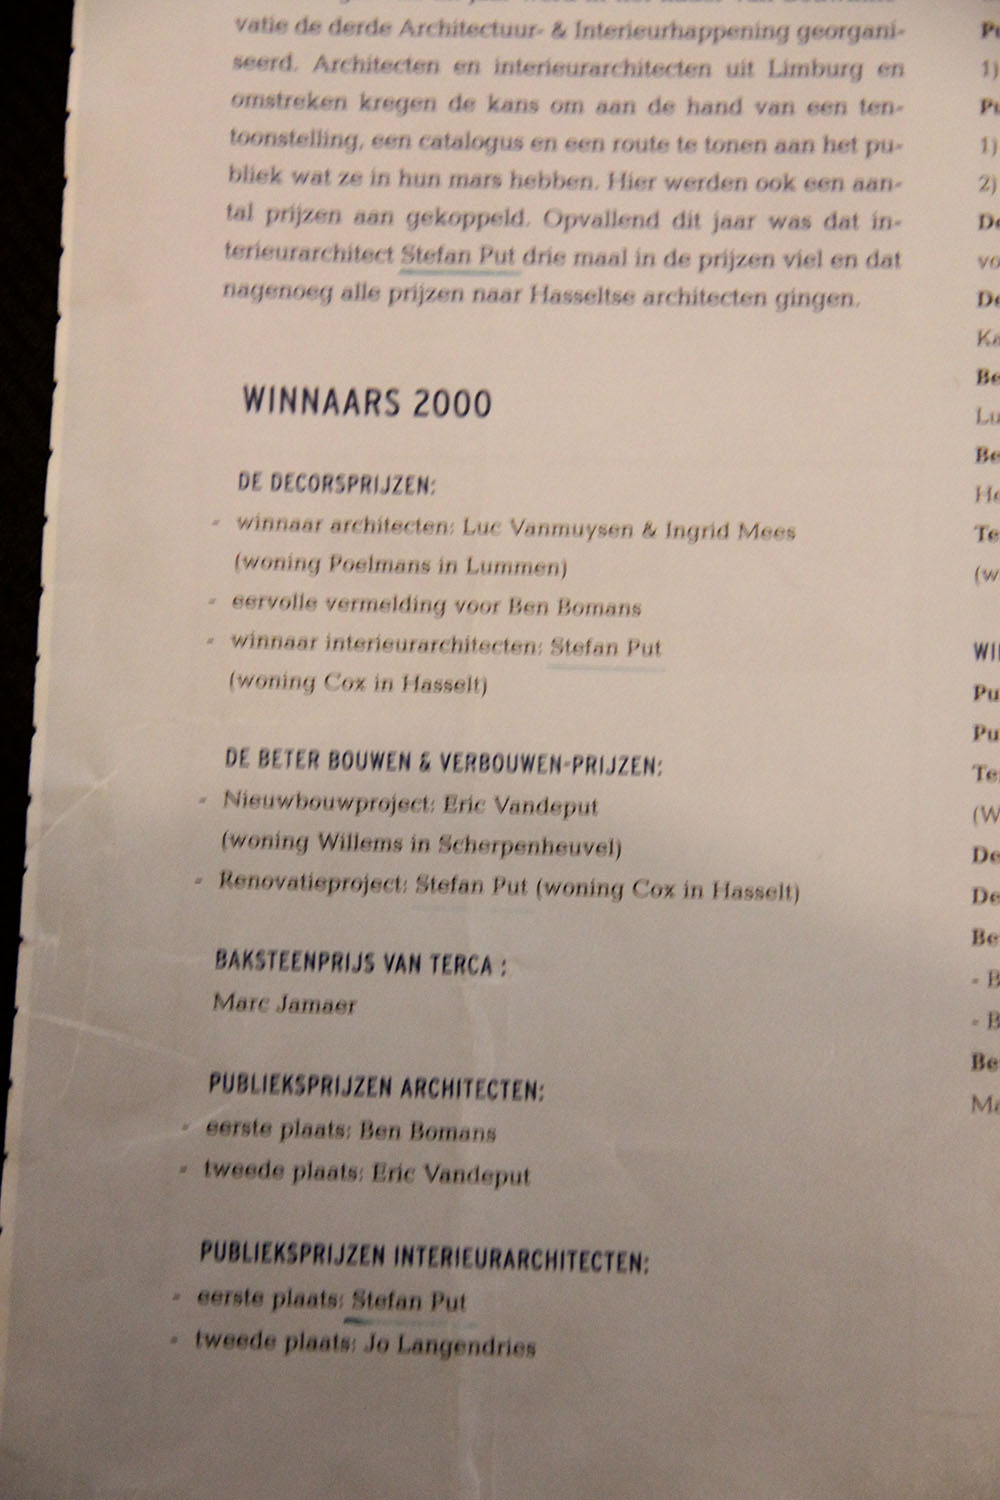 vatie de derde Architectuur- & Interieurhappening georgani-
seerd. Architecten en interieurarchitecten uit Limburg en
omstreken kregen de kans om aan de hand van een ten-
toonstelling, een catalogus en een route te tonen aan het pu-
bliek wat ze in hun mars hebben. Hier werden ook een aan-
tal prijzen aan gekoppeld. Opvallend dit jaar was dat in-
terieurarchitect Stefan Put drie maal in de prijzen viel en dat
nagenoeg alle prijzen naar Hasseltse architecten gingen.
WINNAARS 2000
DE DECORSPRIJZEN:
- winnaar architecten: Luc Vanmuysen & Ingrid Mees
(woning Poelmans in Lummen)
- eervolle vermelding voor Ben Bomans
- winnaar interieurarchitecten: Stefan Put
(woning Cox in Hasselt)
DE BETER BOUWEN & VERBOUWEN-PRIJZEN:
- Nieuwbouwproject: Eric Vandeput
(woning Willems in Scherpenheuvel)
- Renovatieproject: Stefan Put (woning Cox in Hasselt)
BAKSTEENPRIJS VAN TERCA :
Marc Jamaer
PUBLIEKSPRIJZEN ARCHITECTEN:
- eerste plaats: Ben Bomans
- tweede plaats: Eric Vandeput
PUBLIEKSPRIJZEN INTERIEURARCHITECTEN:
- eerste plaats: Stefan Put
- tweede plaats: Jo Langendries
1)
1)
2)